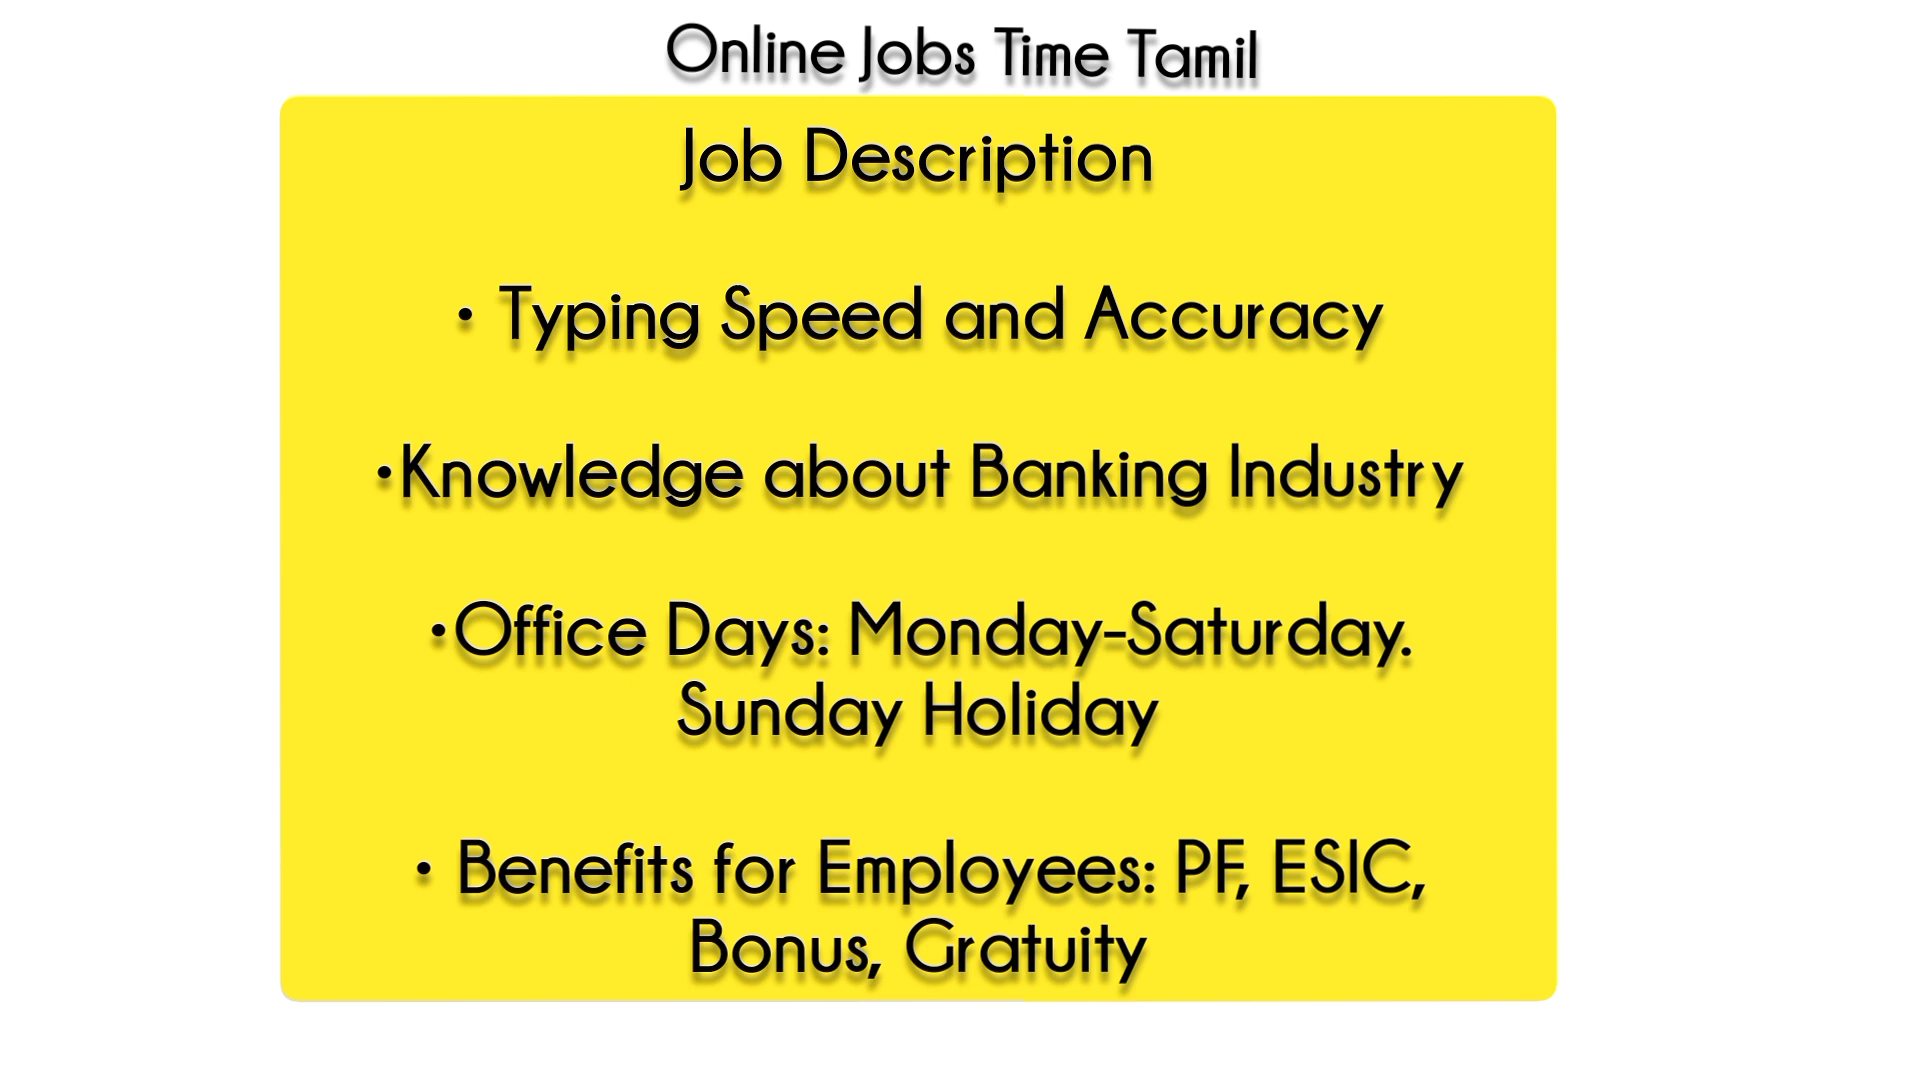 Online Jobs Time Tamil
Job Description
• Typing Speed and Accuracy
•Knowledge about Banking Industry
•Office Days: Monday-Saturday.
Sunday Holiday
• Benefits for Employees: PF, ESIC,
Bonus, Gratuity